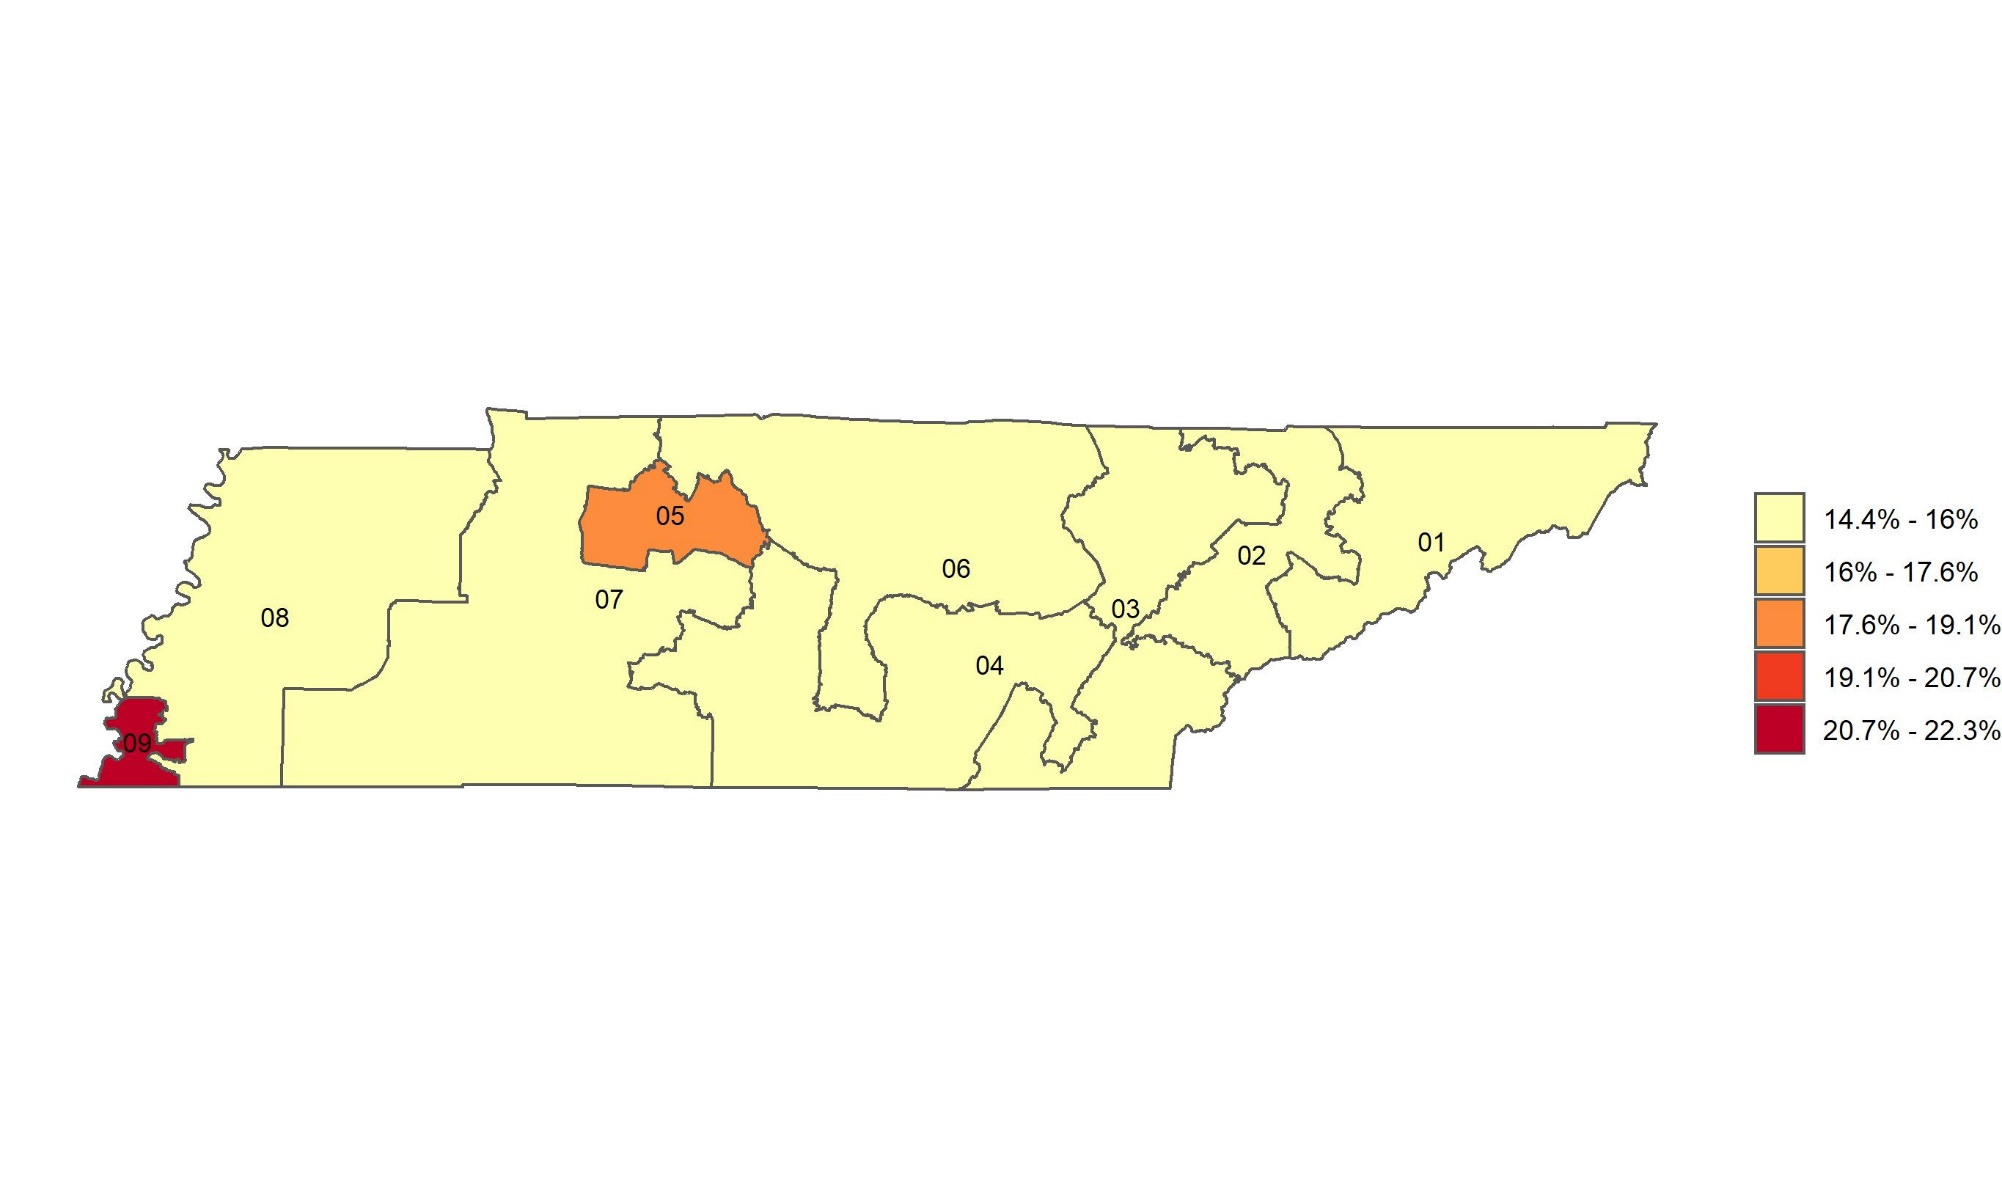 05
06
07
08
09
04
03
02
01
14.4% - 16%
16% - 17.6%
17.6% - 19.1%
19.1% - 20.7%
20.7% - 22.3%